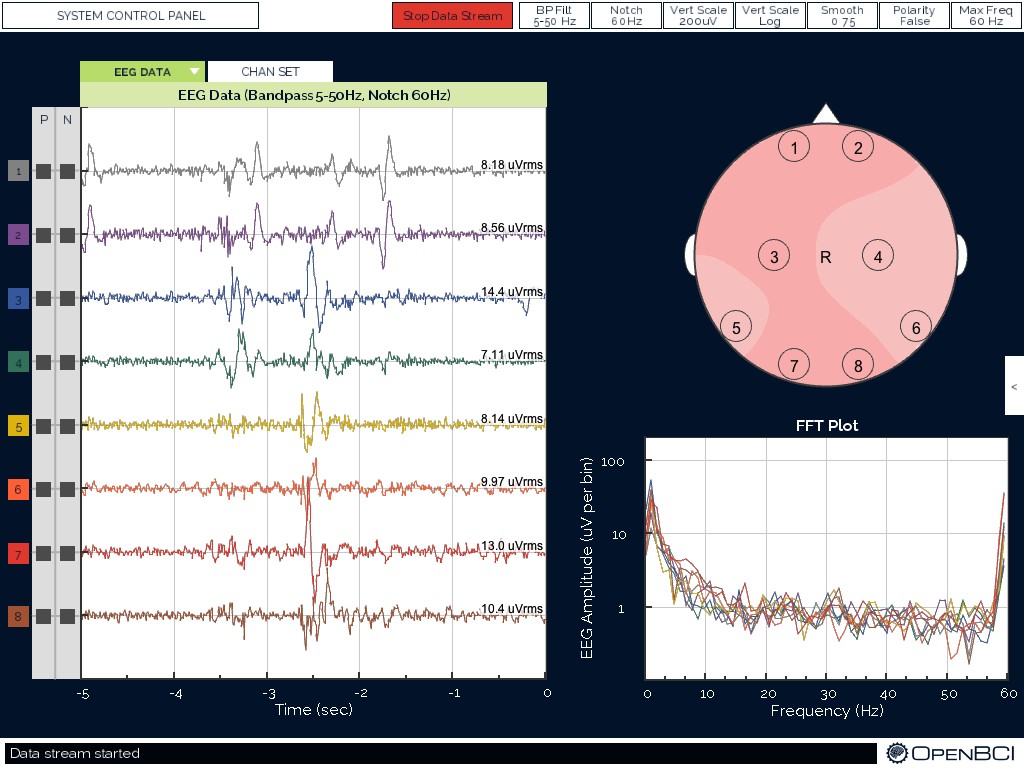 SYSTEM CONTROL PANEL
Stop Data Stream
BP Filt
5-50 Hz
Notch
60Hz
Vert Scale
200uV
Vert Scale
Log
Smooth
0.75
Polarity
False
Max Freq
60 Hz
EEG DATA
CHAN SET
EEG Data (Bandpass 5-50Hz, Notch 60Hz)
P N
1
8.18 uVrms
2
8.56 uVrms
3
14.4 uVrms
4
7.11 uVrms
5
8.14 uVrms
6
9.97 uVrms
7
13.0 uVrms
8
10.4 uVrms
-5 -4 -3 -2 -1 0
Time (sec)
1 2
3 R 4
5 6
7 8
<
FFT Plot
EEG Amplitude (uV per bin)
100
10
1
0 10 20 30 40 50 60
Frequency (Hz)
Data stream started
OPENBCI